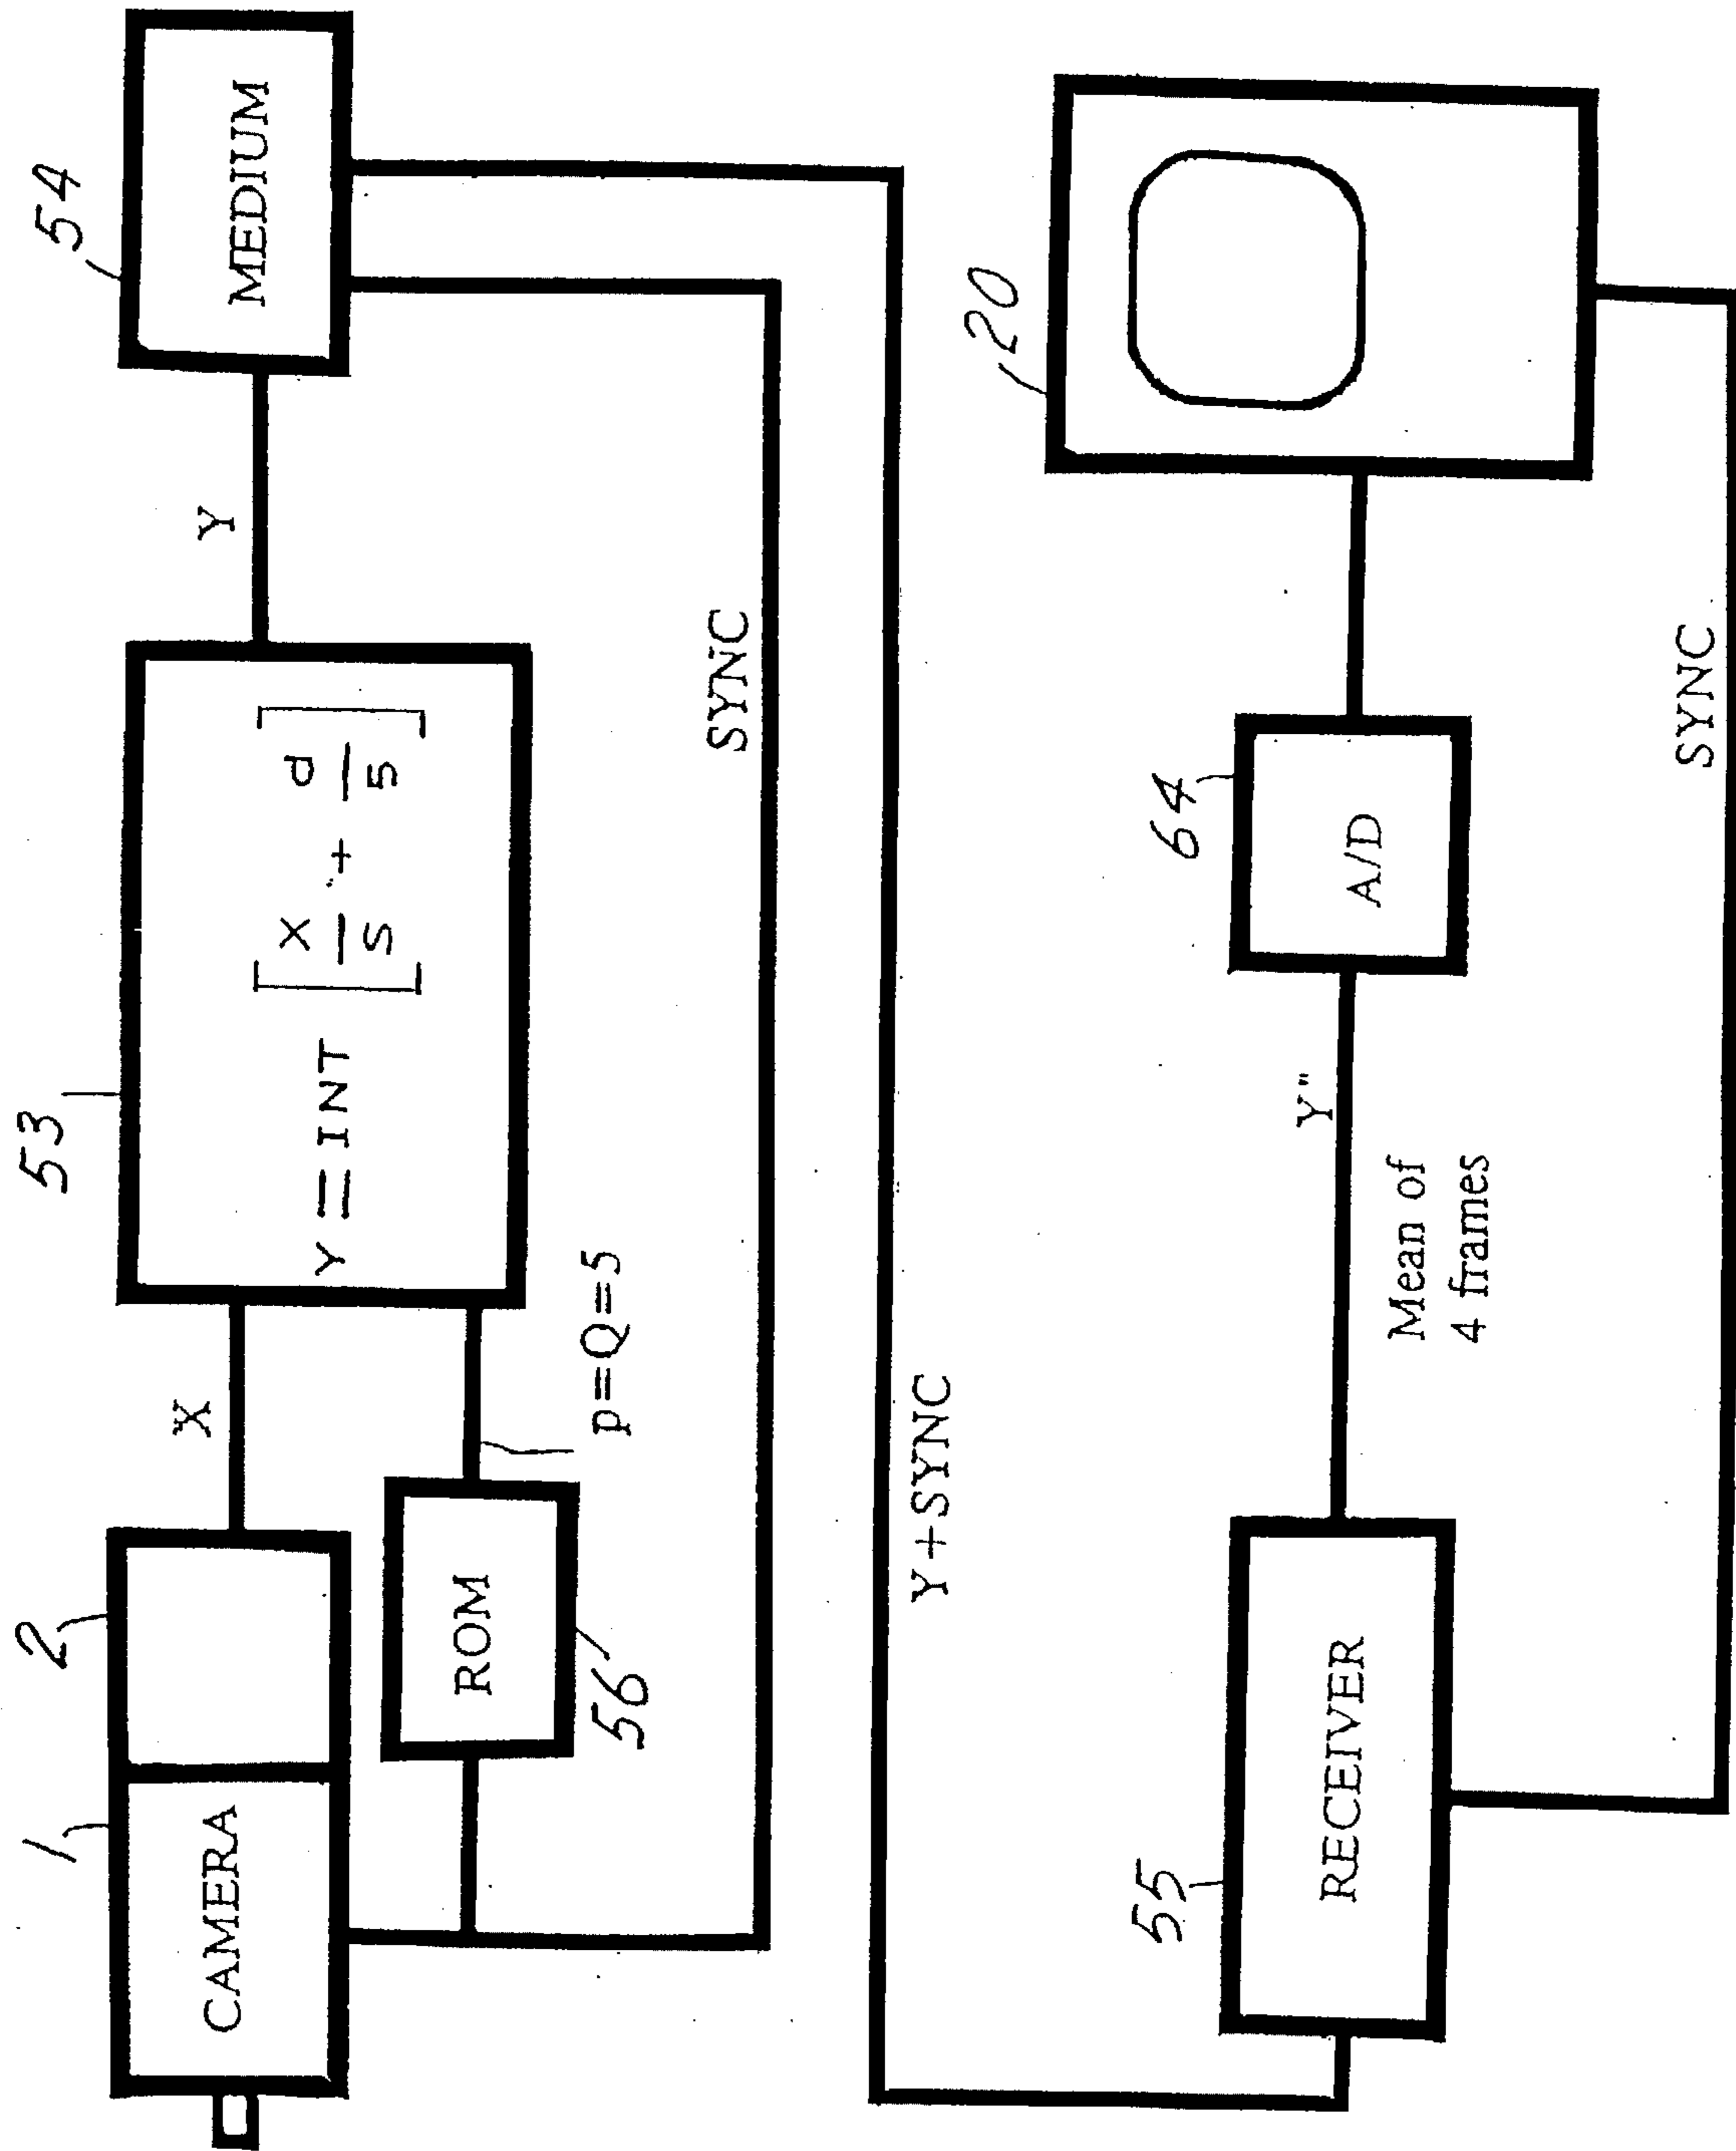 1
2
53
54
CAMERA
X
Y = INT [ X/S + d/5 ]
Y
MEDIUM
ROM
56
p=Q=5
SYNC
Y+SYNC
55
RECEIVER
Y"
Mean of
4 frames
64
A/D
20
SYNC